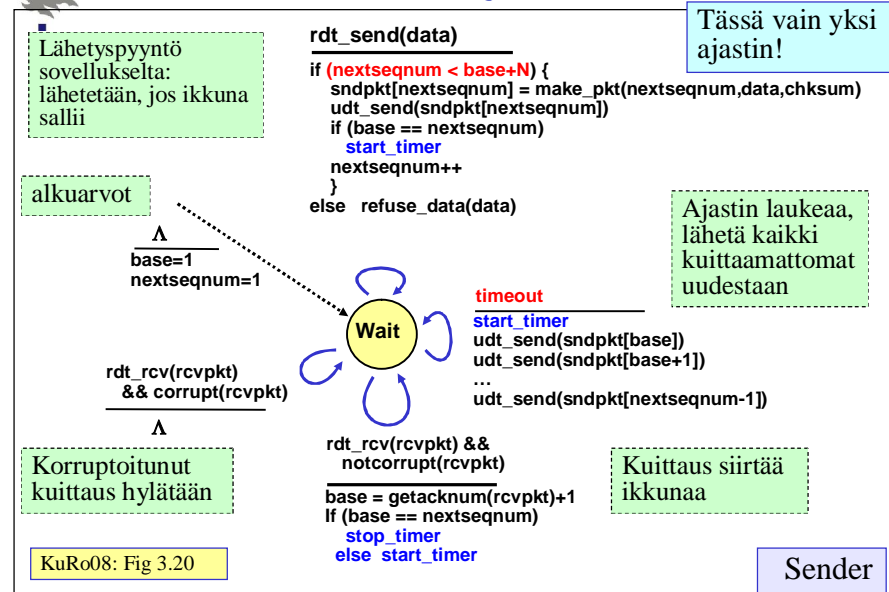 Tässä vain yksi
ajastin!
Lähetyspyyntö
sovellukselta:
lähetetään, jos ikkuna
sallii
rdt_send(data)
if (nextseqnum < base+N) {
sndpkt[nextseqnum] = make_pkt(nextseqnum,data,chksum)
udt_send(sndpkt[nextseqnum])
if (base == nextseqnum)
start_timer
nextseqnum++
}
else refuse_data(data)
alkuarvot
Λ
base=1
nextseqnum=1
Ajastin laukeaa,
lähetä kaikki
kuittaamattomat
uudestaan
Wait
timeout
start_timer
udt_send(sndpkt[base])
udt_send(sndpkt[base+1])
…
udt_send(sndpkt[nextseqnum-1])
rdt_rcv(rcvpkt)
&& corrupt(rcvpkt)
Λ
Korruptoitunut
kuittaus hylätään
rdt_rcv(rcvpkt) &&
notcorrupt(rcvpkt)
base = getacknum(rcvpkt)+1
If (base == nextseqnum)
stop_timer
else start_timer
Kuittaus siirtää
ikkunaa
KuRo08: Fig 3.20
Sender